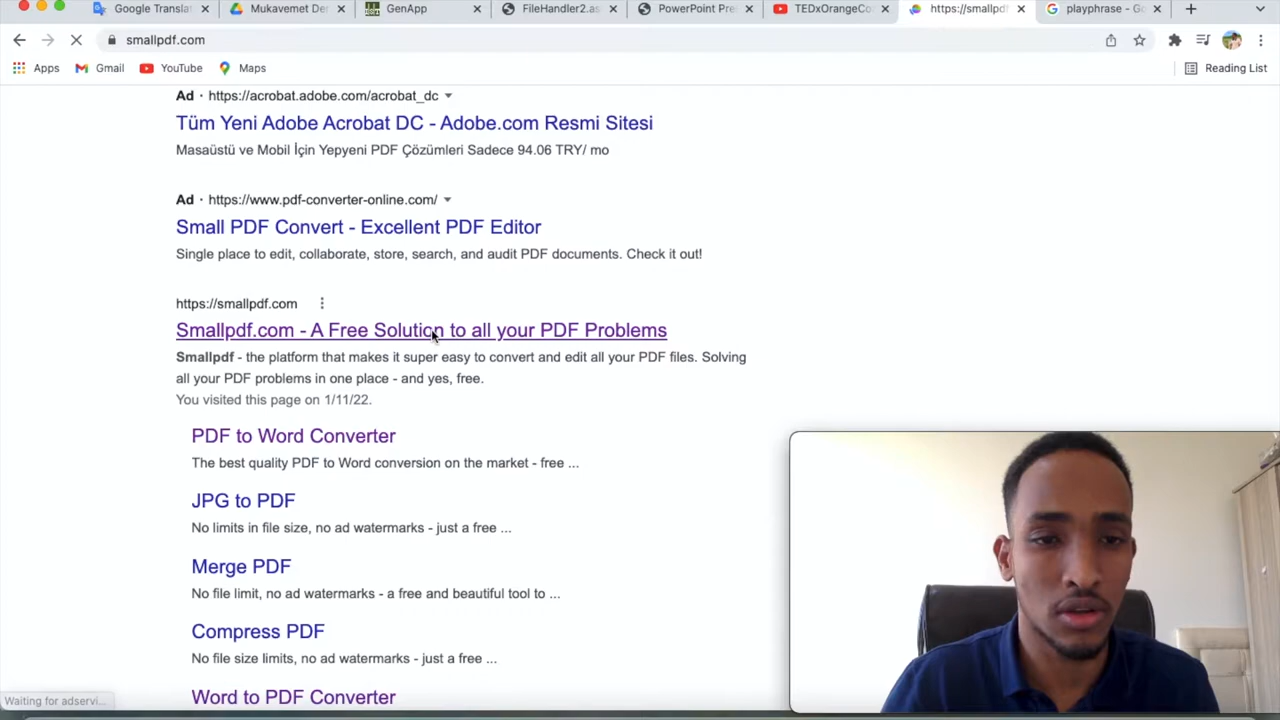 Google Translat
Mukavemet Der
GenApp
FileHandler2.as
PowerPoint Pre
TEDxOrangeCo
https://smallpdf
playphrase - Go
smallpdf.com
Apps
Gmail
YouTube
Maps
Reading List
Ad · https://acrobat.adobe.com/acrobat_dc
Tüm Yeni Adobe Acrobat DC - Adobe.com Resmi Sitesi
Masaüstü ve Mobil İçin Yepyeni PDF Çözümleri Sadece 94.06 TRY/ mo
Ad · https://www.pdf-converter-online.com/
Small PDF Convert - Excellent PDF Editor
Single place to edit, collaborate, store, search, and audit PDF documents. Check it out!
https://smallpdf.com
Smallpdf.com - A Free Solution to all your PDF Problems
Smallpdf - the platform that makes it super easy to convert and edit all your PDF files. Solving
all your PDF problems in one place - and yes, free.
You visited this page on 1/11/22.
PDF to Word Converter
The best quality PDF to Word conversion on the market - free ...
JPG to PDF
No limits in file size, no ad watermarks - just a free ...
Merge PDF
No file limit, no ad watermarks - a free and beautiful tool to ...
Compress PDF
No file size limits, no ad watermarks - just a free ...
Word to PDF Converter
Waiting for adservi...